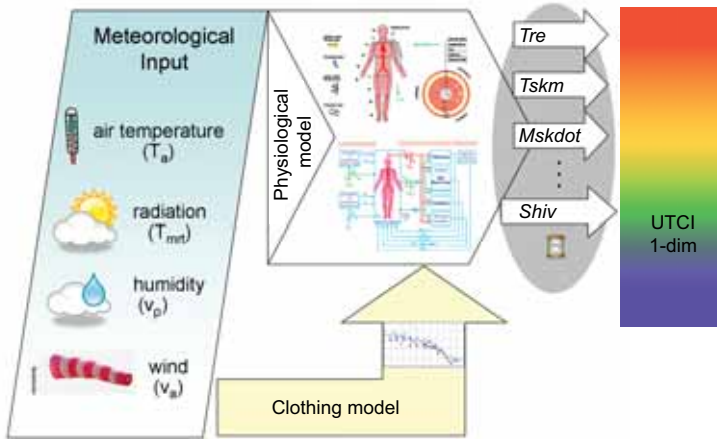 Meteorological
Input
air temperature
(Ta)
radiation
(Tmrt)
humidity
(vp)
wind
(va)
Physiological
model
Clothing model
Tre
Tskm
Mskdot
Shiv
UTCI
1-dim